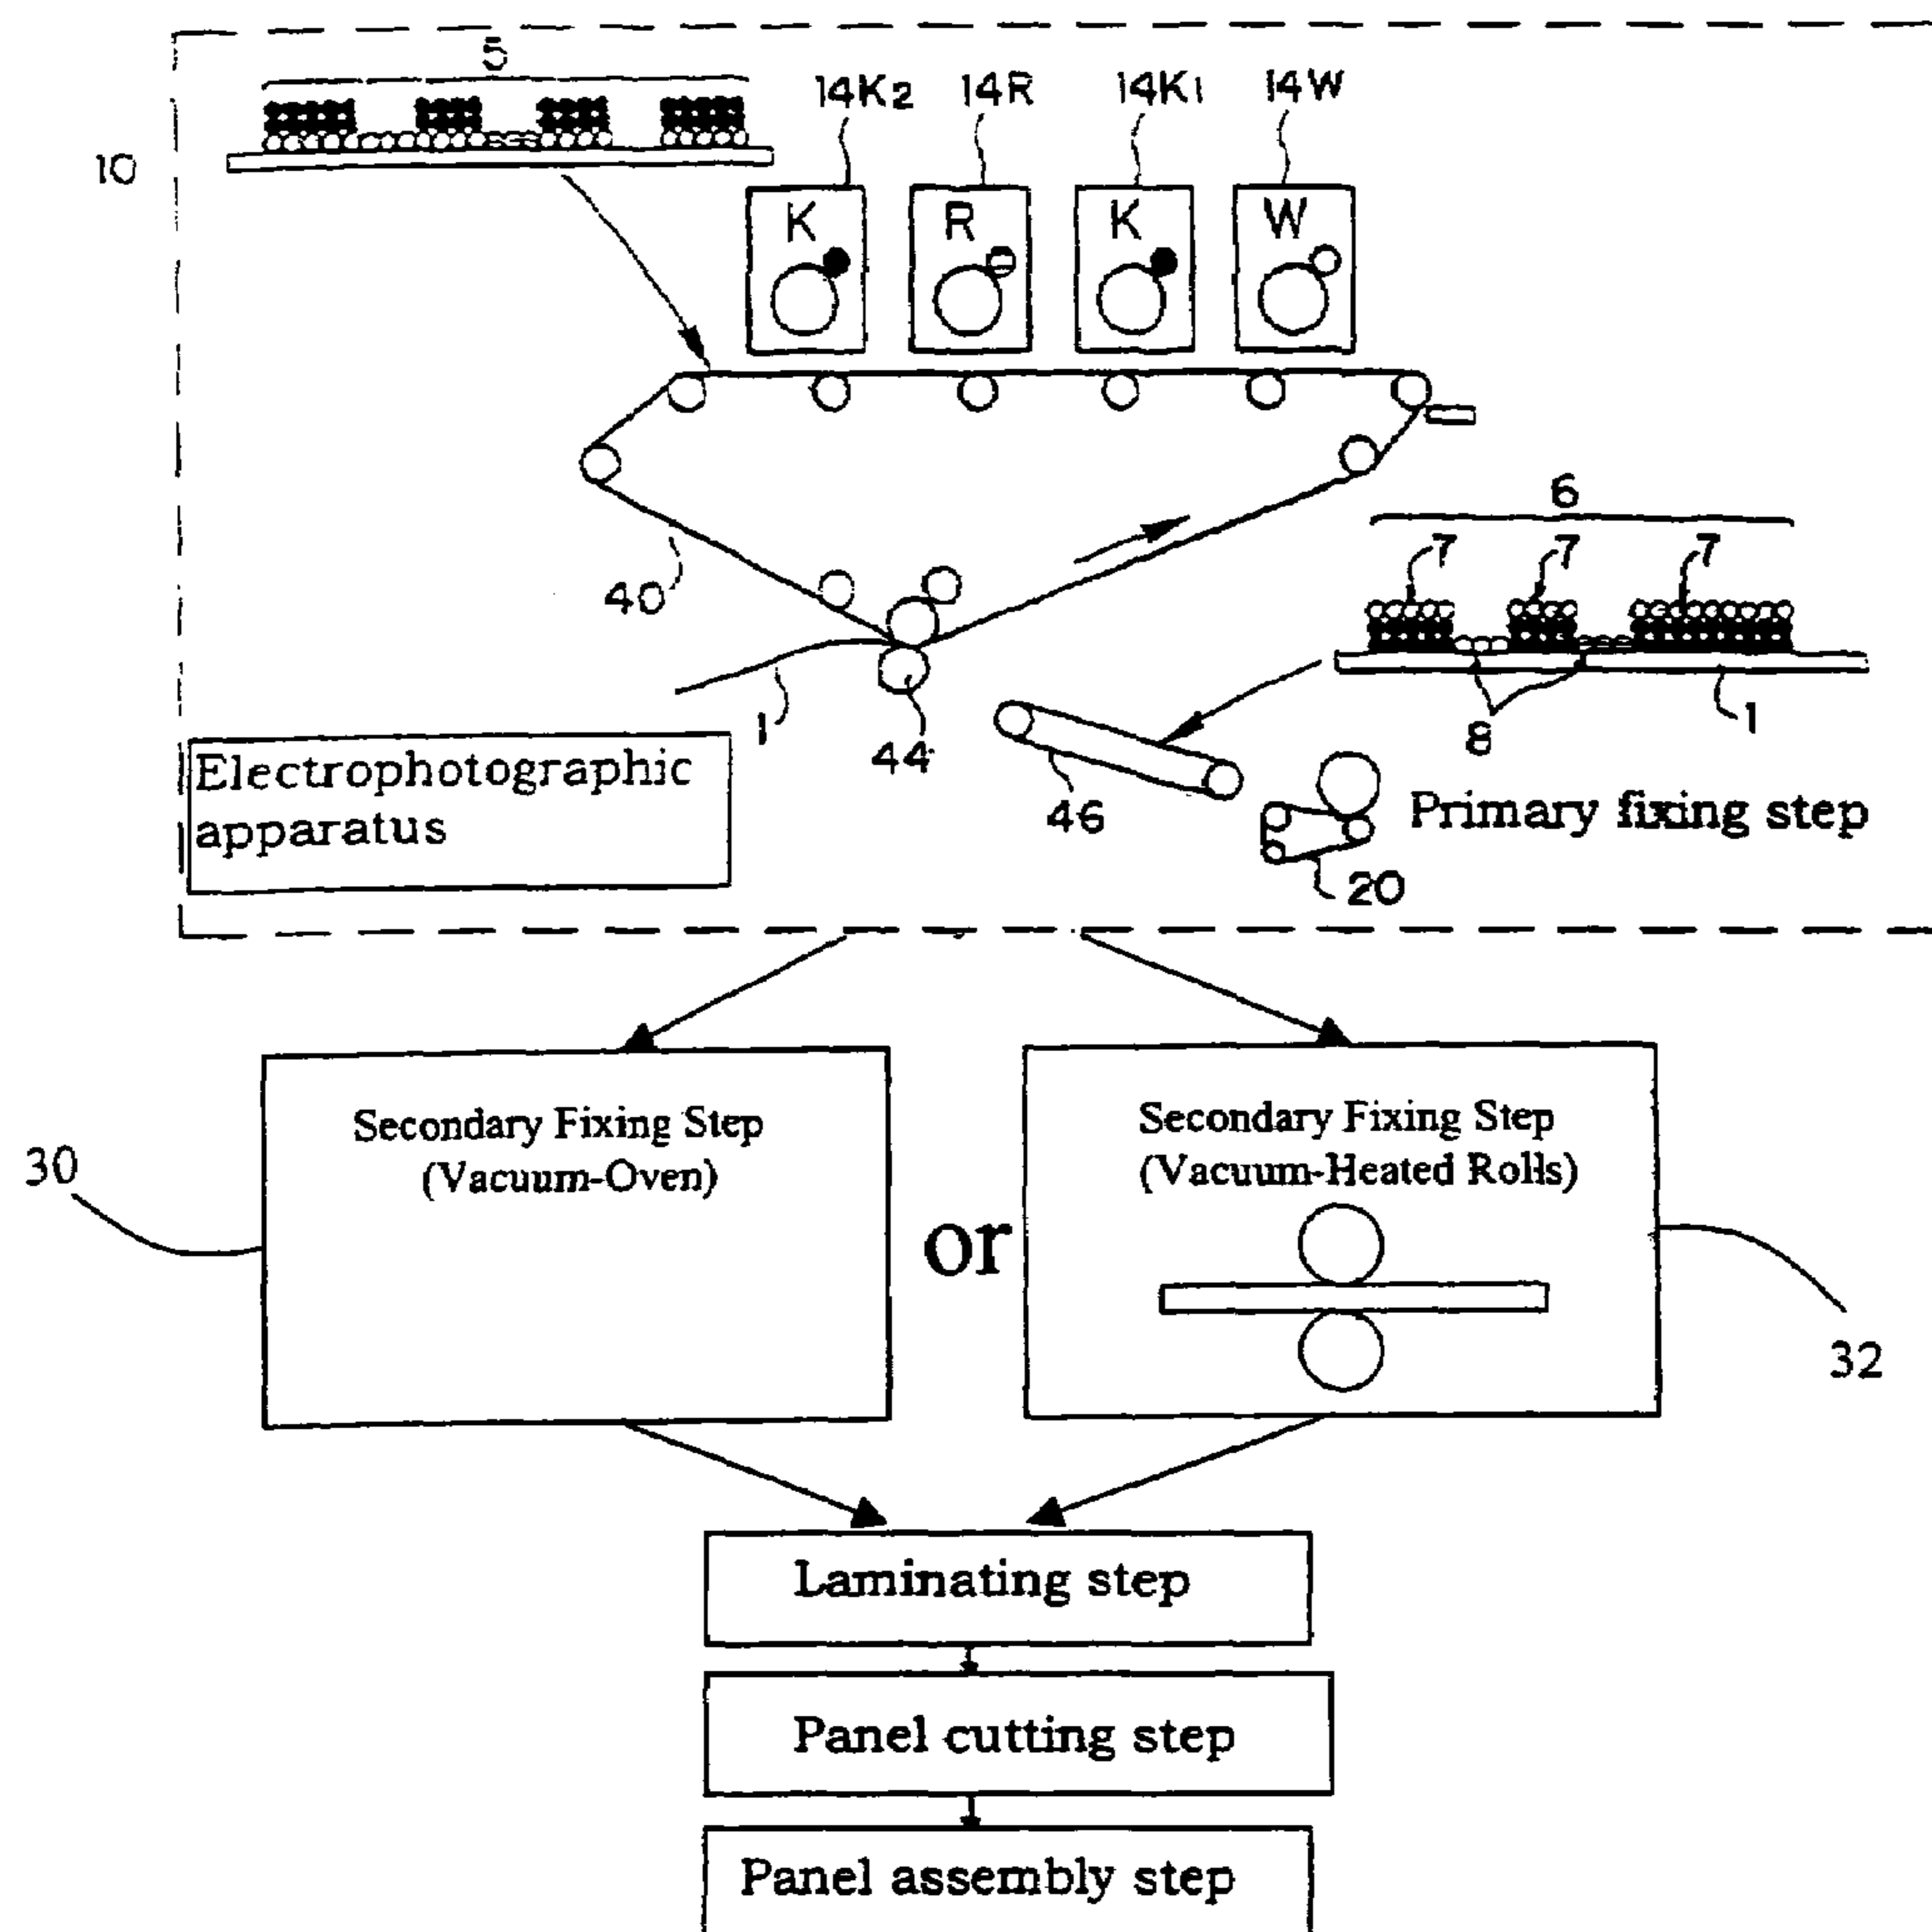 5
14K2 14R 14K1 14W
10
K R K W
6
7 7 7
40
1
44
8
1
46
Electrophotographic
apparatus
Primary fixing step
20
Secondary Fixing Step
(Vacuum-Oven)
30
or
Secondary Fixing Step
(Vacuum-Heated Rolls)
32
Laminating step
Panel cutting step
Panel assembly step